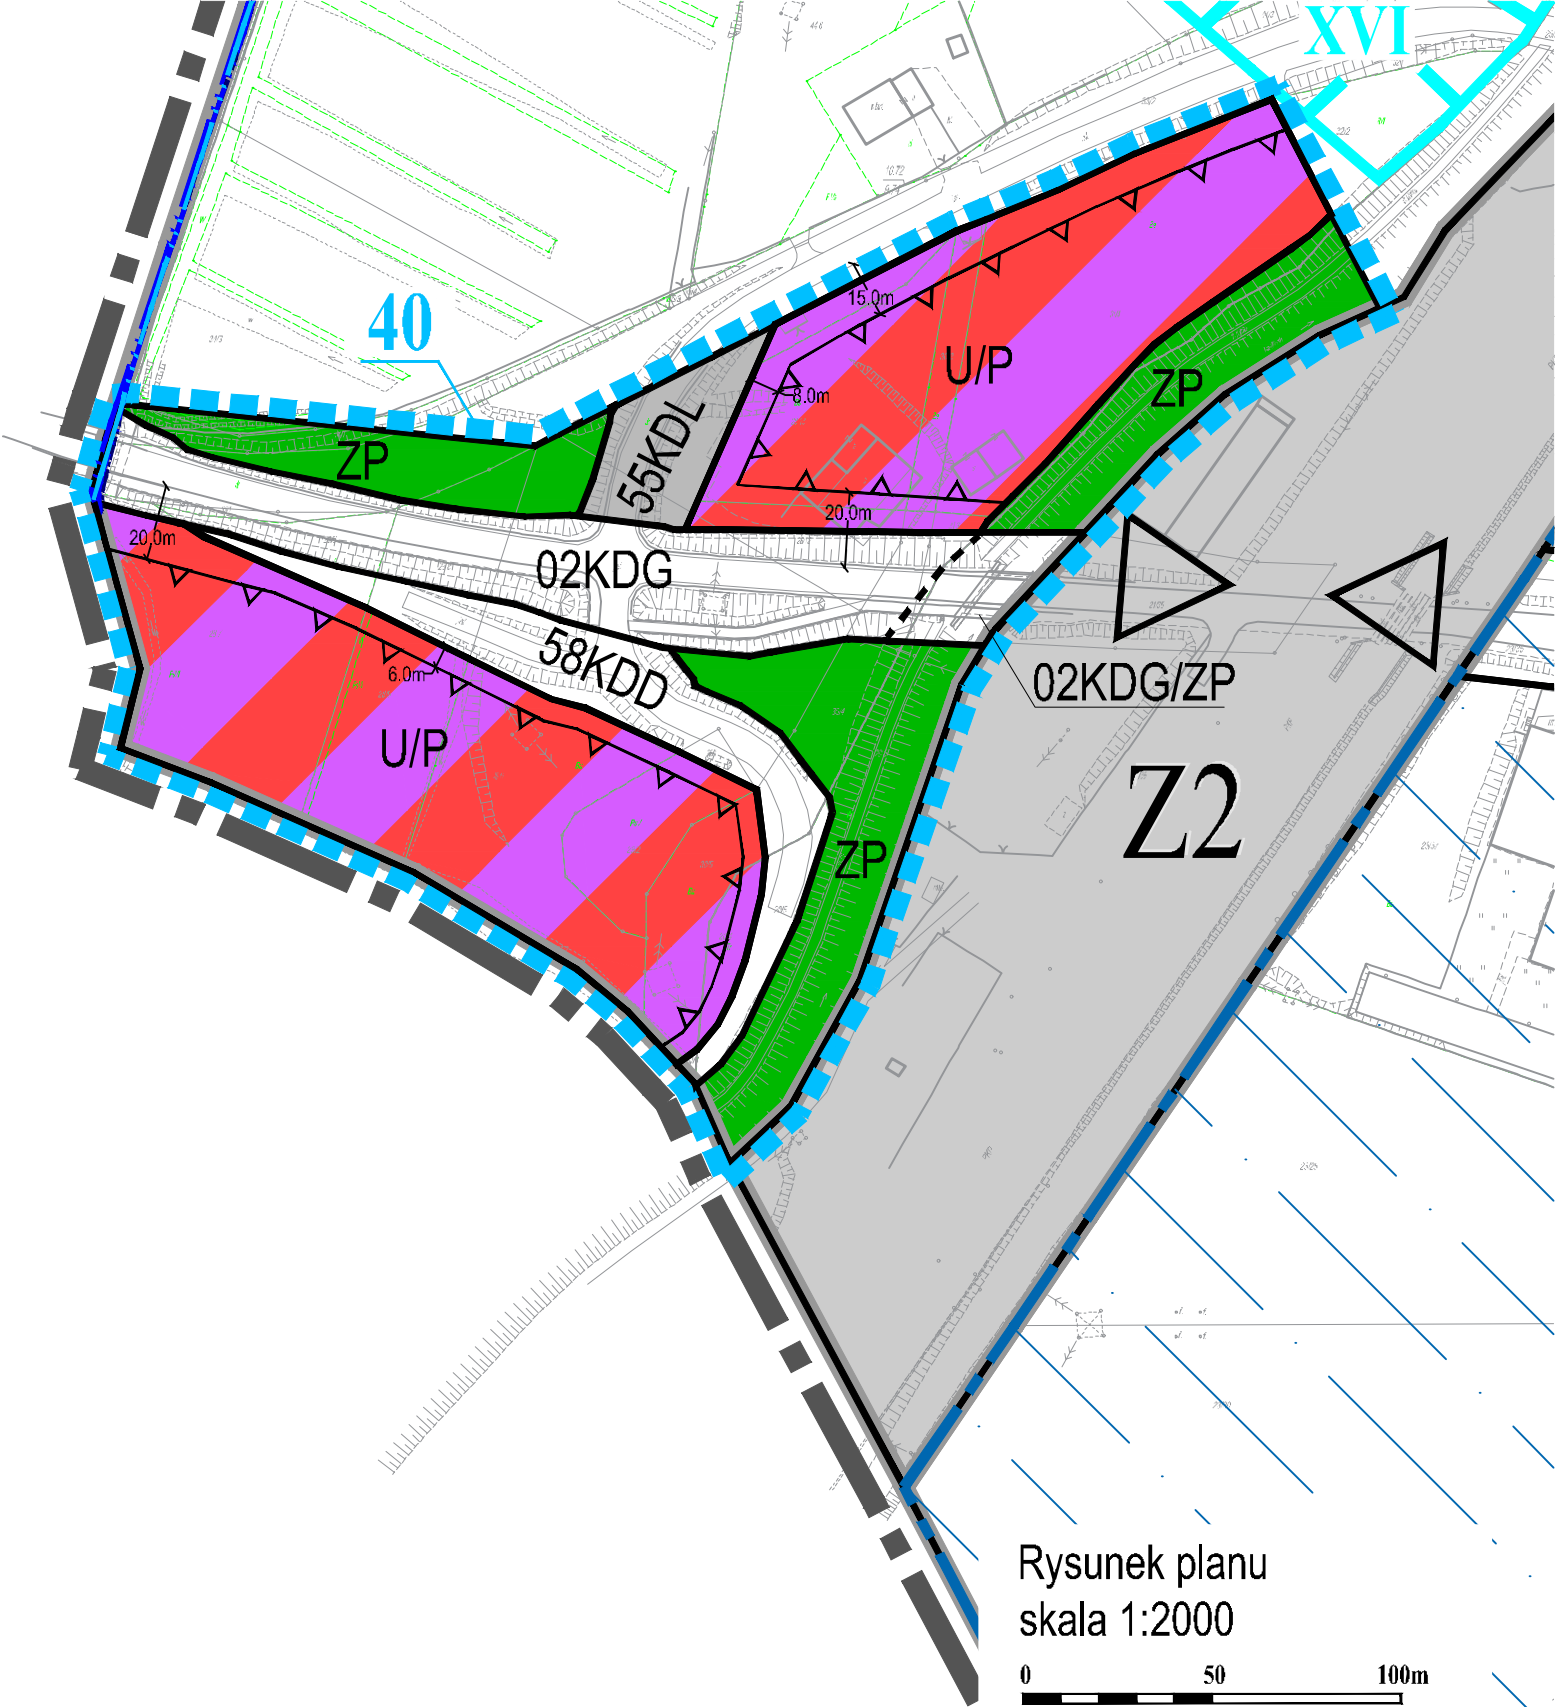 XVI
40
15.0m
U/P
8.0m
ZP
55KDL
ZP
20.0m
20.0m
02KDG
58KDD
6.0m
02KDG/ZP
U/P
Z2
ZP
Rysunek planu
skala 1:2000
0 50 100m